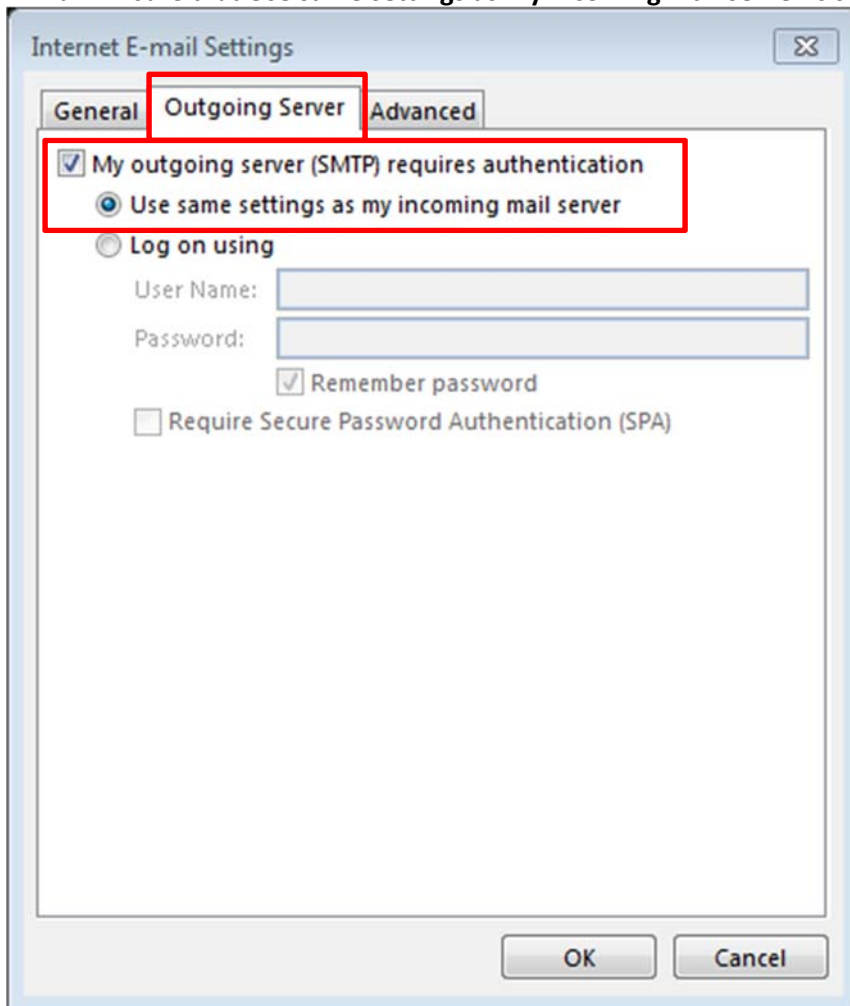 Internet E-mail Settings
General Outgoing Server Advanced
My outgoing server (SMTP) requires authentication
Use same settings as my incoming mail server
Log on using
User Name:
Password:
Remember password
Require Secure Password Authentication (SPA)
OK Cancel